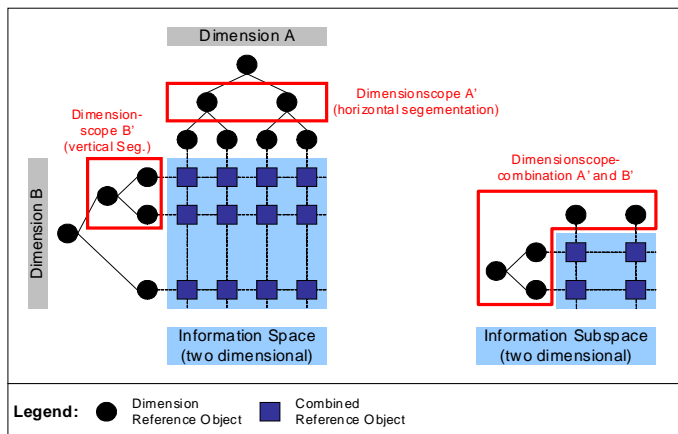 Dimension A
Dimensionscope A'
(horizontal segementation)
Dimension-
scope B'
(vertical Seg.)
Dimension B
Dimensionscope-
combination A' and B'
Information Space
(two dimensional)
Information Subspace
(two dimensional)
Legend:
Dimension
Reference Object
Combined
Reference Object